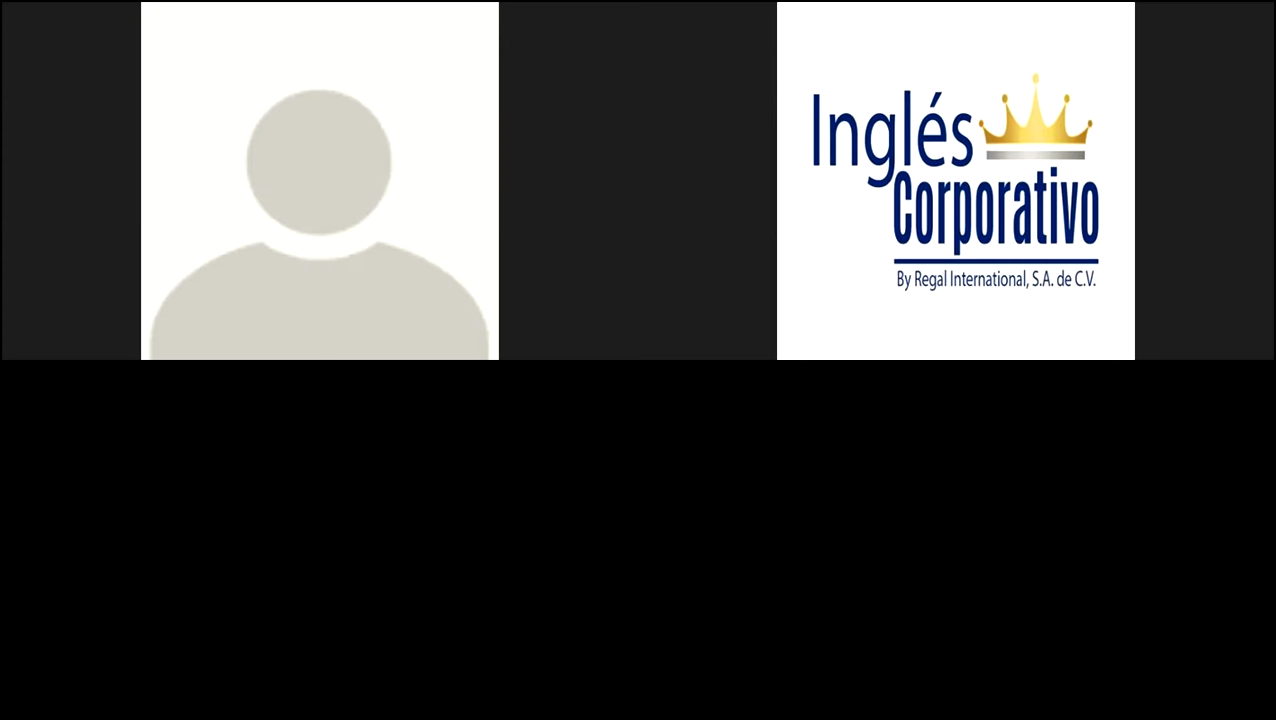 Inglés
Corporativo
By Regal International, S.A. de C.V.